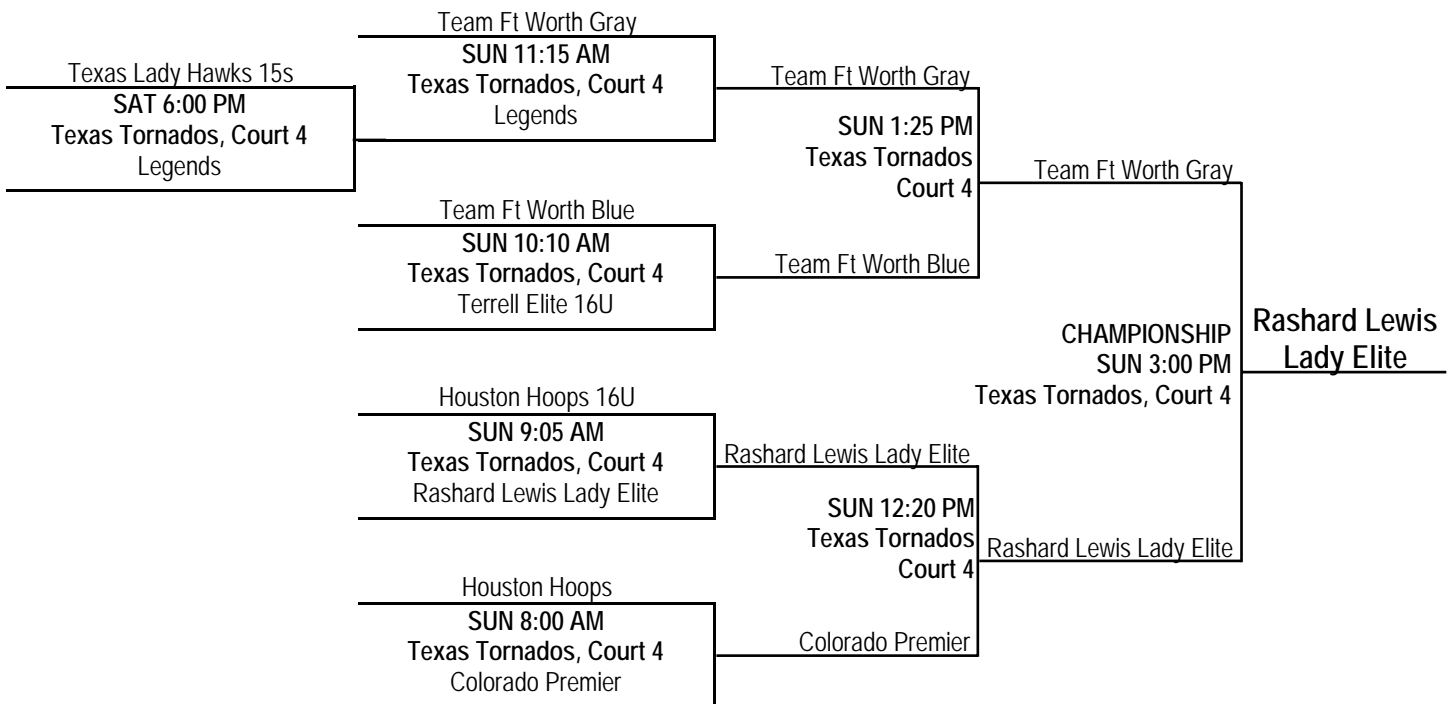 Texas Lady Hawks 15s
SAT 6:00 PM
Texas Tornados, Court 4
Legends
Team Ft Worth Gray
SUN 11:15 AM
Texas Tornados, Court 4
Legends
Team Ft Worth Blue
SUN 10:10 AM
Texas Tornados, Court 4
Terrell Elite 16U
Houston Hoops 16U
SUN 9:05 AM
Texas Tornados, Court 4
Rashard Lewis Lady Elite
Houston Hoops
SUN 8:00 AM
Texas Tornados, Court 4
Colorado Premier
Team Ft Worth Gray
SUN 1:25 PM
Texas Tornados
Court 4
Team Ft Worth Blue
Rashard Lewis Lady Elite
SUN 12:20 PM
Texas Tornados
Court 4
Colorado Premier
Team Ft Worth Gray
CHAMPIONSHIP
SUN 3:00 PM
Texas Tornados, Court 4
Rashard Lewis Lady Elite
Rashard Lewis
Lady Elite